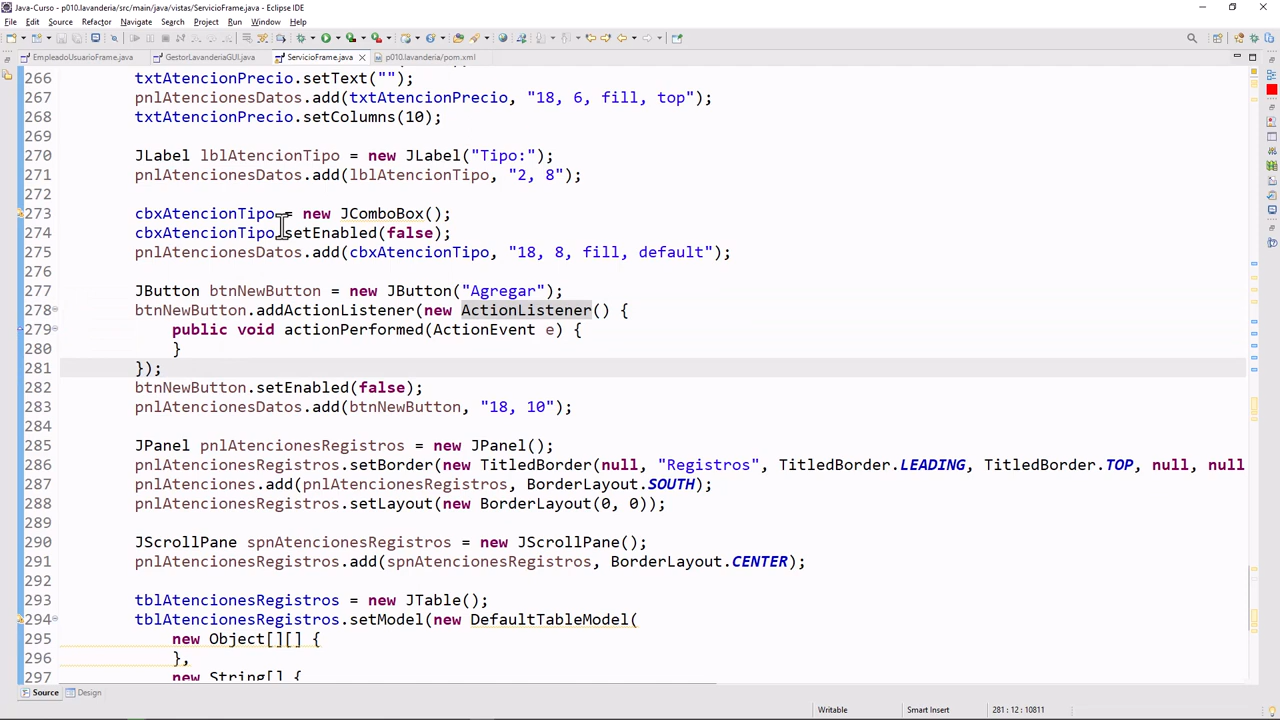 Java-Curso - p010.lavanderia/src/main/java/vistas/ServicioFrame.java - Eclipse IDE
File Edit Source Refactor Navigate Search Project Run Window Help
EmpleadoUsuarioFrame.java GestorLavanderiaGUI.java ServicioFrame.java p010.lavanderia/pom.xml
266 txtAtencionPrecio.setText("");
267 pnlAtencionesDatos.add(txtAtencionPrecio, "18, 6, fill, top");
268 txtAtencionPrecio.setColumns(10);
269
270 JLabel lblAtencionTipo = new JLabel("Tipo:");
271 pnlAtencionesDatos.add(lblAtencionTipo, "2, 8");
272
273 cbxAtencionTipo = new JComboBox();
274 cbxAtencionTipo.setEnabled(false);
275 pnlAtencionesDatos.add(cbxAtencionTipo, "18, 8, fill, default");
276
277 JButton btnNewButton = new JButton("Agregar");
278 btnNewButton.addActionListener(new ActionListener() {
279 public void actionPerformed(ActionEvent e) {
280 }
281 });
282 btnNewButton.setEnabled(false);
283 pnlAtencionesDatos.add(btnNewButton, "18, 10");
284
285 JPanel pnlAtencionesRegistros = new JPanel();
286 pnlAtencionesRegistros.setBorder(new TitledBorder(null, "Registros", TitledBorder.LEADING, TitledBorder.TOP, null, null
287 pnlAtenciones.add(pnlAtencionesRegistros, BorderLayout.SOUTH);
288 pnlAtencionesRegistros.setLayout(new BorderLayout(0, 0));
289
290 JScrollPane spnAtencionesRegistros = new JScrollPane();
291 pnlAtencionesRegistros.add(spnAtencionesRegistros, BorderLayout.CENTER);
292
293 tblAtencionesRegistros = new JTable();
294 tblAtencionesRegistros.setModel(new DefaultTableModel(
295 new Object[][] {
296 },
297 new String[] {
Source Design
Writable Smart Insert 281 : 12 : 10811